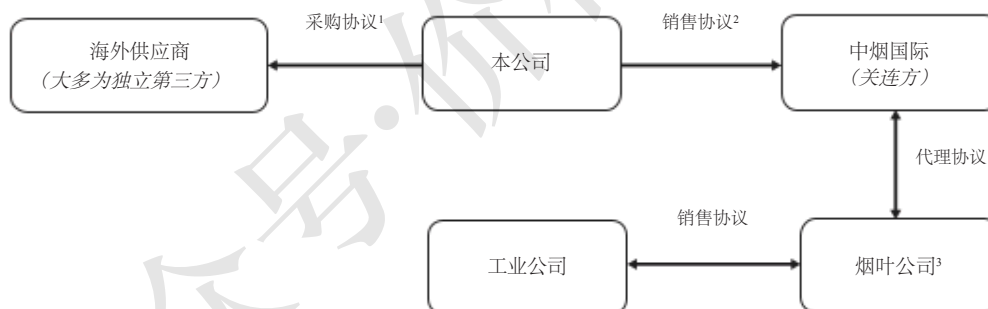 采购协议¹
销售协议²
海外供应商
（大多为独立第三方）
本公司
中烟国际
（关连方）
代理协议
销售协议
工业公司
烟叶公司³
号·价